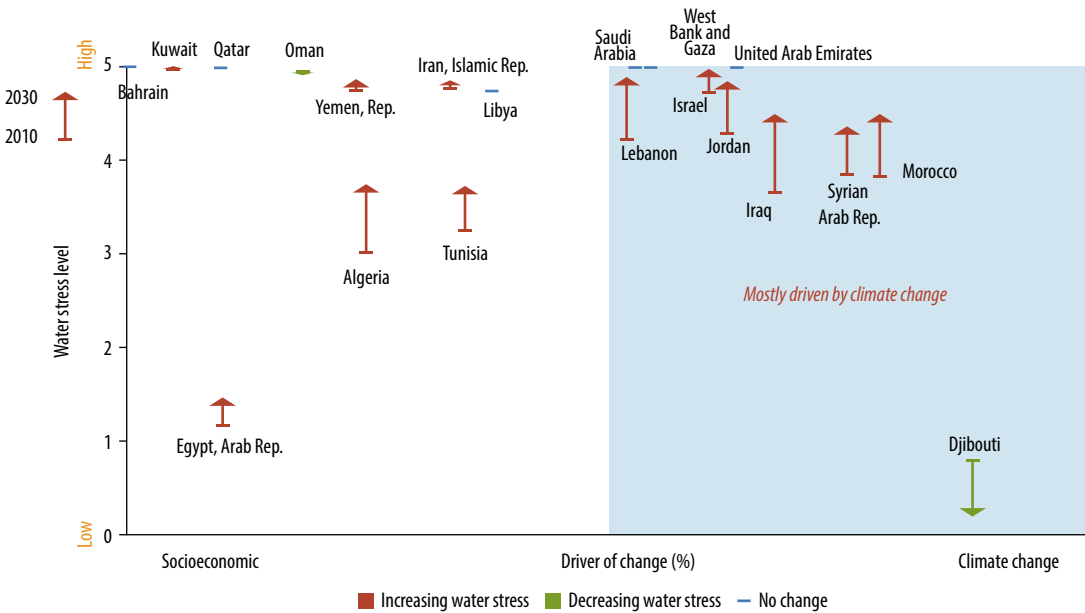 High
5
4
3
2
1
Low
0
Water stress level
2030
2010
Bahrain
Kuwait
Qatar
Oman
Yemen, Rep.
Iran, Islamic Rep.
Libya
Algeria
Tunisia
Egypt, Arab Rep.
Saudi
Arabia
West
Bank and
Gaza
United Arab Emirates
Lebanon
Israel
Jordan
Iraq
Syrian
Arab Rep.
Morocco
Mostly driven by climate change
Djibouti
Socioeconomic
Driver of change (%)
Climate change
Increasing water stress
Decreasing water stress
No change